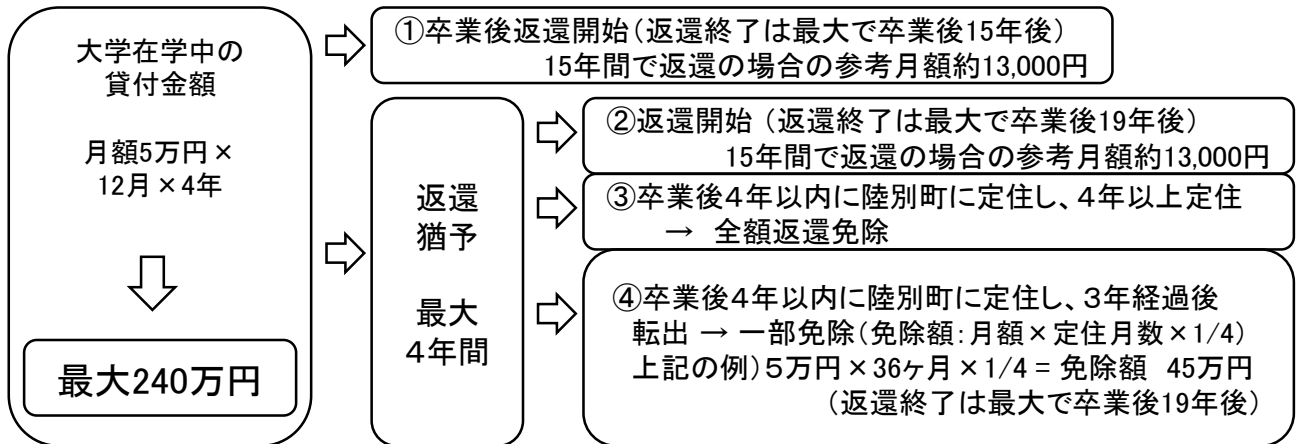 大学在学中の
貸付金額
月額5万円×
12月×4年
最大240万円
①卒業後返還開始(返還終了は最大で卒業後15年後)
15年間で返還の場合の参考月額約13,000円
返還
猶予
最大
4年間
②返還開始 (返還終了は最大で卒業後19年後)
15年間で返還の場合の参考月額約13,000円
③卒業後4年以内に陸別町に定住し、4年以上定住
→ 全額返還免除
④卒業後4年以内に陸別町に定住し、3年経過後
転出 → 一部免除(免除額:月額×定住月数×1/4)
上記の例)5万円×36ヶ月×1/4 = 免除額 45万円
(返還終了は最大で卒業後19年後)